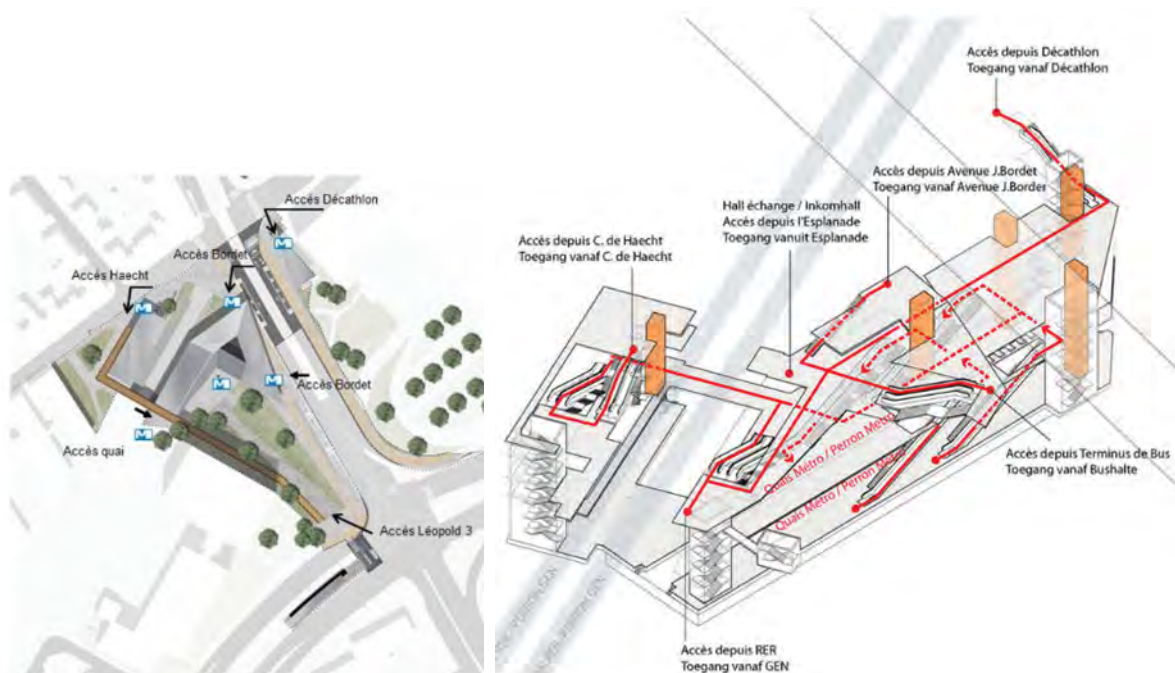 Accès Décathlon
Accès Bordet
Accès Haecht
M
M
M
M
M
M
Accès Bordet
Accès quai
Accès Léopold 3
Accès depuis Décathlon
Toegang vanaf Décathlon
Accès depuis Avenue J.Bordet
Toegang vanaf Avenue J.Border
Hall échange / Inkomhall
Accès depuis l'Esplanade
Toegang vanuit Esplanade
Accès depuis C. de Haecht
Toegang vanaf C. de Haecht
Quais Métro / Perron Metro
Quais Métro / Perron Metro
Accès depuis Terminus de Bus
Toegang vanaf Bushalte
GEN
GEN
Accès depuis RER
Toegang vanaf GEN